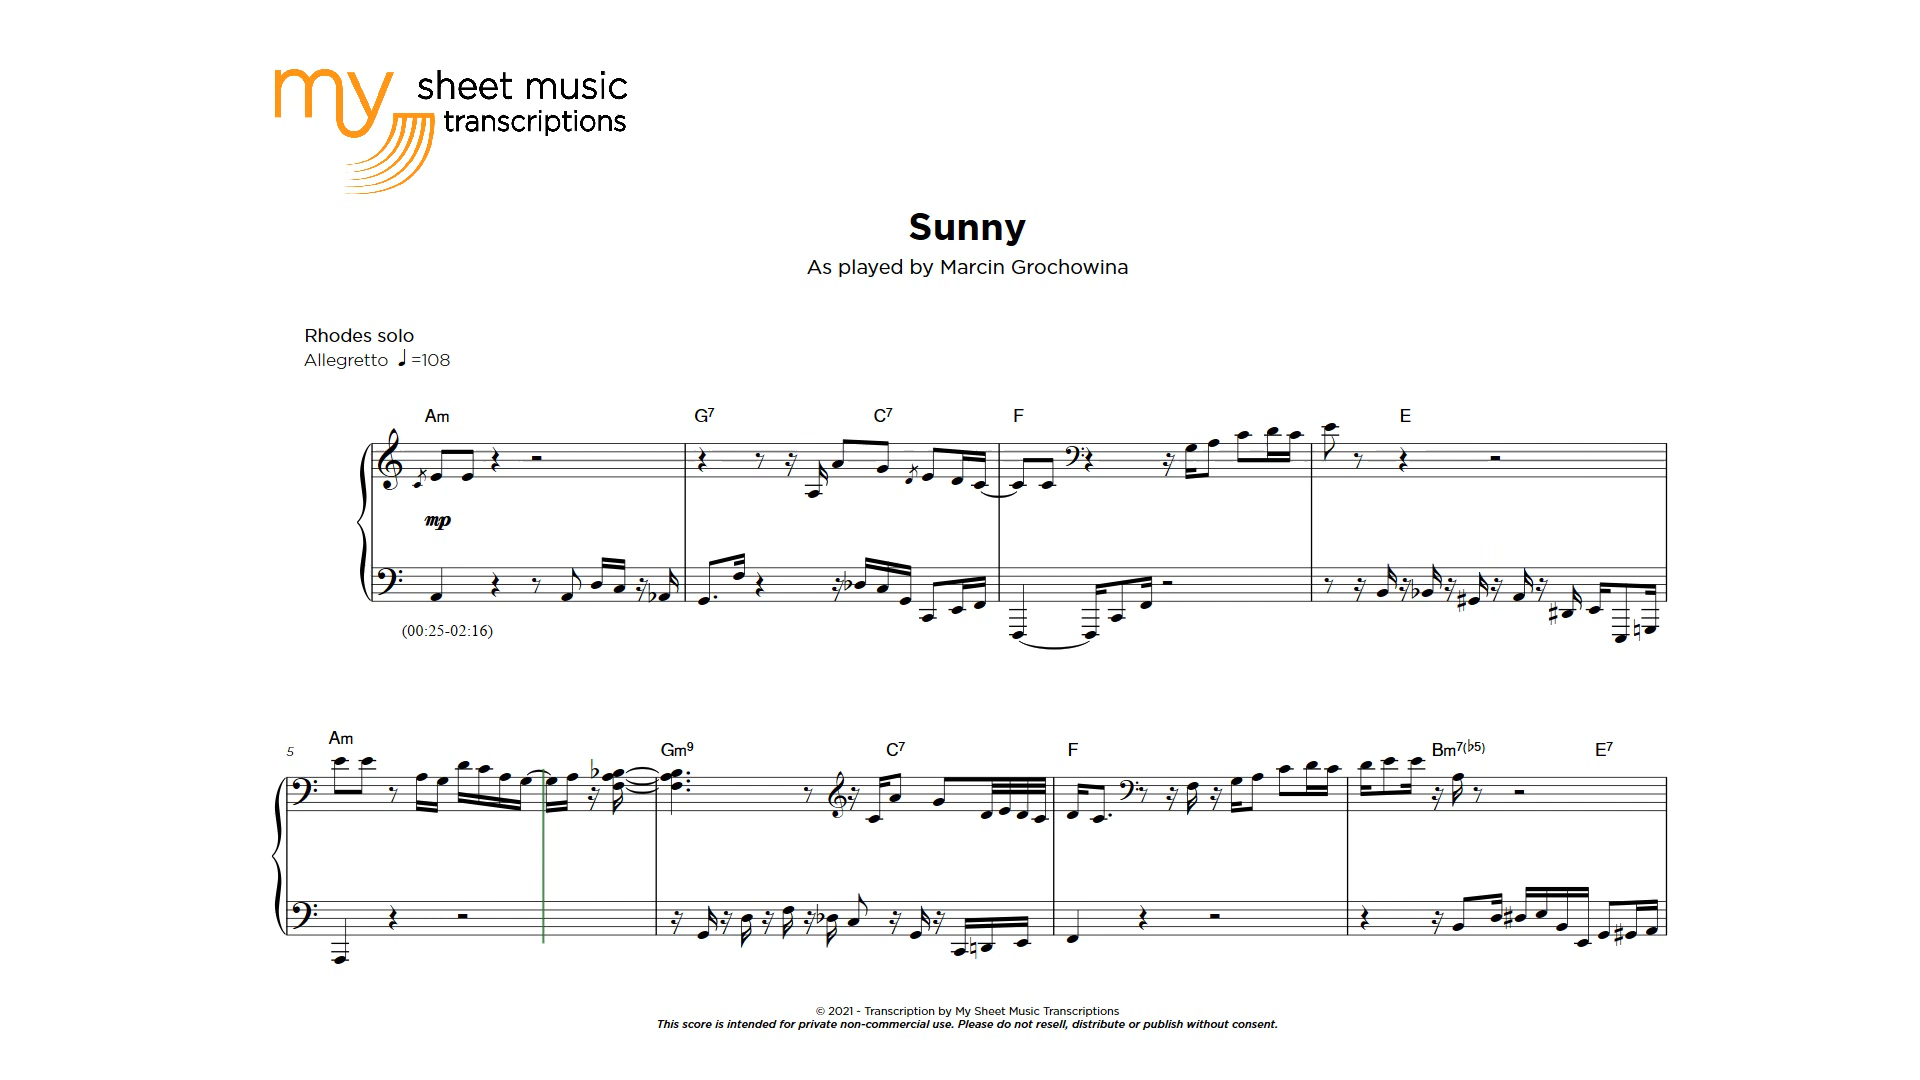 my sheet music
transcriptions
Sunny
As played by Marcin Grochowina
Rhodes solo
Allegretto ♩=108
Am G7 C7 F E
mp
(00:25-02:16)
5 Am Gm9 C7 F Bm7(♭5) E7
© 2021 - Transcription by My Sheet Music Transcriptions
This score is intended for private non-commercial use. Please do not resell, distribute or publish without consent.